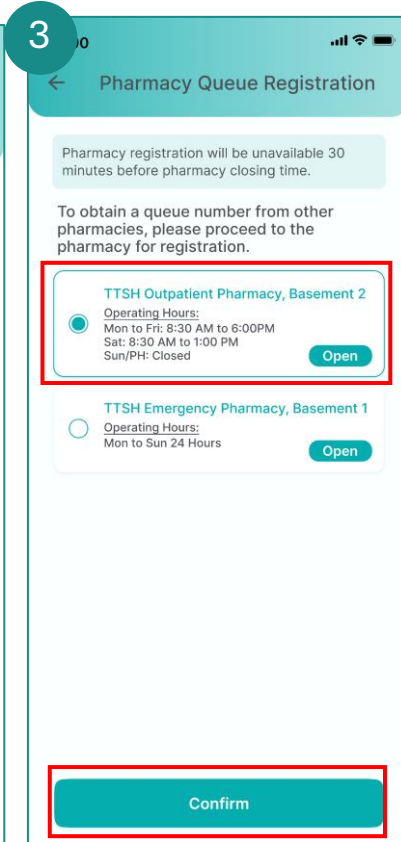 3
00
Pharmacy Queue Registration
Pharmacy registration will be unavailable 30
minutes before pharmacy closing time.
To obtain a queue number from other
pharmacies, please proceed to the
pharmacy for registration.
TTSH Outpatient Pharmacy, Basement 2
Operating Hours:
Mon to Fri: 8:30 AM to 6:00PM
Sat: 8:30 AM to 1:00 PM
Sun/PH: Closed
Open
TTSH Emergency Pharmacy, Basement 1
Operating Hours:
Mon to Sun 24 Hours
Open
Confirm